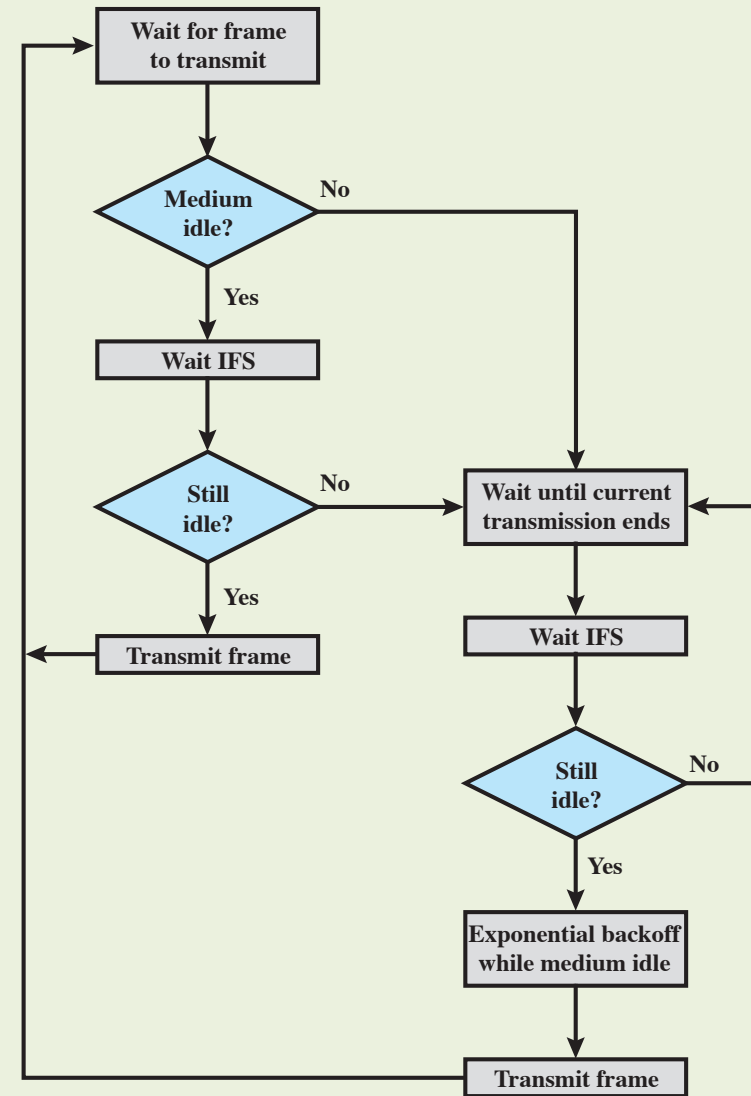 Wait for frame
to transmit
Medium
idle?
No
Yes
Wait IFS
Still
idle?
No
Yes
Transmit frame
Wait until current
transmission ends
Wait IFS
Still
idle?
No
Yes
Exponential backoff
while medium idle
Transmit frame